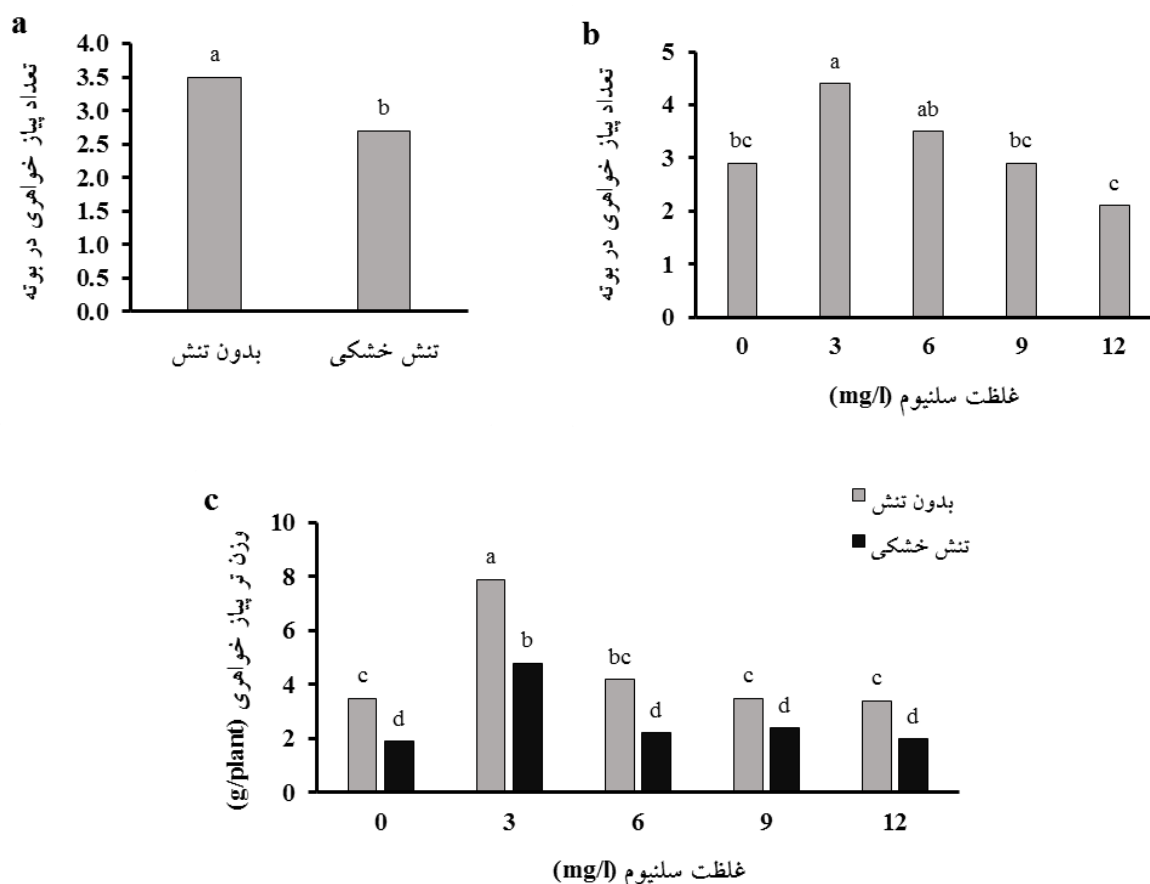 a
تعداد پیاز خواهری در بوته
4.0
3.5
3.0
2.5
2.0
1.5
1.0
0.5
0.0
a
b
بدون تنش
تنش خشکی
b
تعداد پیاز خواهری در بوته
5
4
3
2
1
0
bc
a
ab
bc
c
0 3 6 9 12
غلظت سلنیوم (mg/l)
c
وزن تر پیاز خواهری (g/plant)
بدون تنش
تنش خشکی
10
8
6
4
2
0
c
d
a
b
bc
d
c
d
c
d
0 3 6 9 12
غلظت سلنیوم (mg/l)